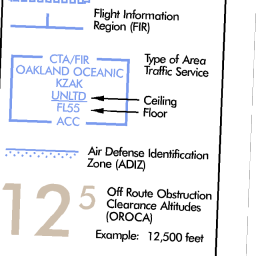 Flight Information
Region (FIR)
CTA/FIR
OAKLAND OCEANIC
KZAK
UNLTD
FL55
ACC
Type of Area
Traffic Service
Ceiling
Floor
Air Defense Identification
Zone (ADIZ)
12 5
Off Route Obstruction
Clearance Altitudes
(OROCA)
Example: 12,500 feet